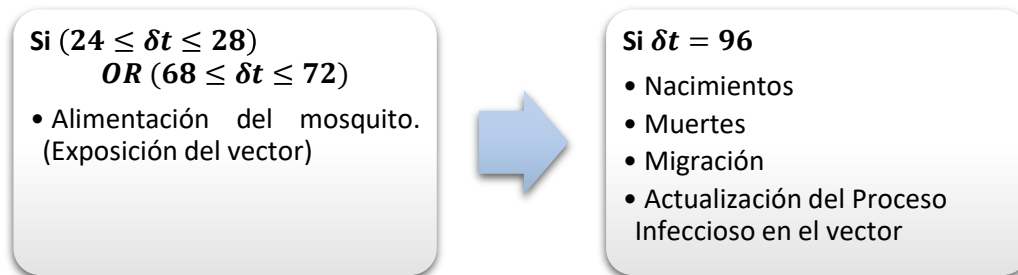 Si (24 ≤ δt ≤ 28)
OR (68 ≤ δt ≤ 72)
• Alimentación del mosquito.
(Exposición del vector)
Si δt = 96
• Nacimientos
• Muertes
• Migración
• Actualización del Proceso
Infeccioso en el vector